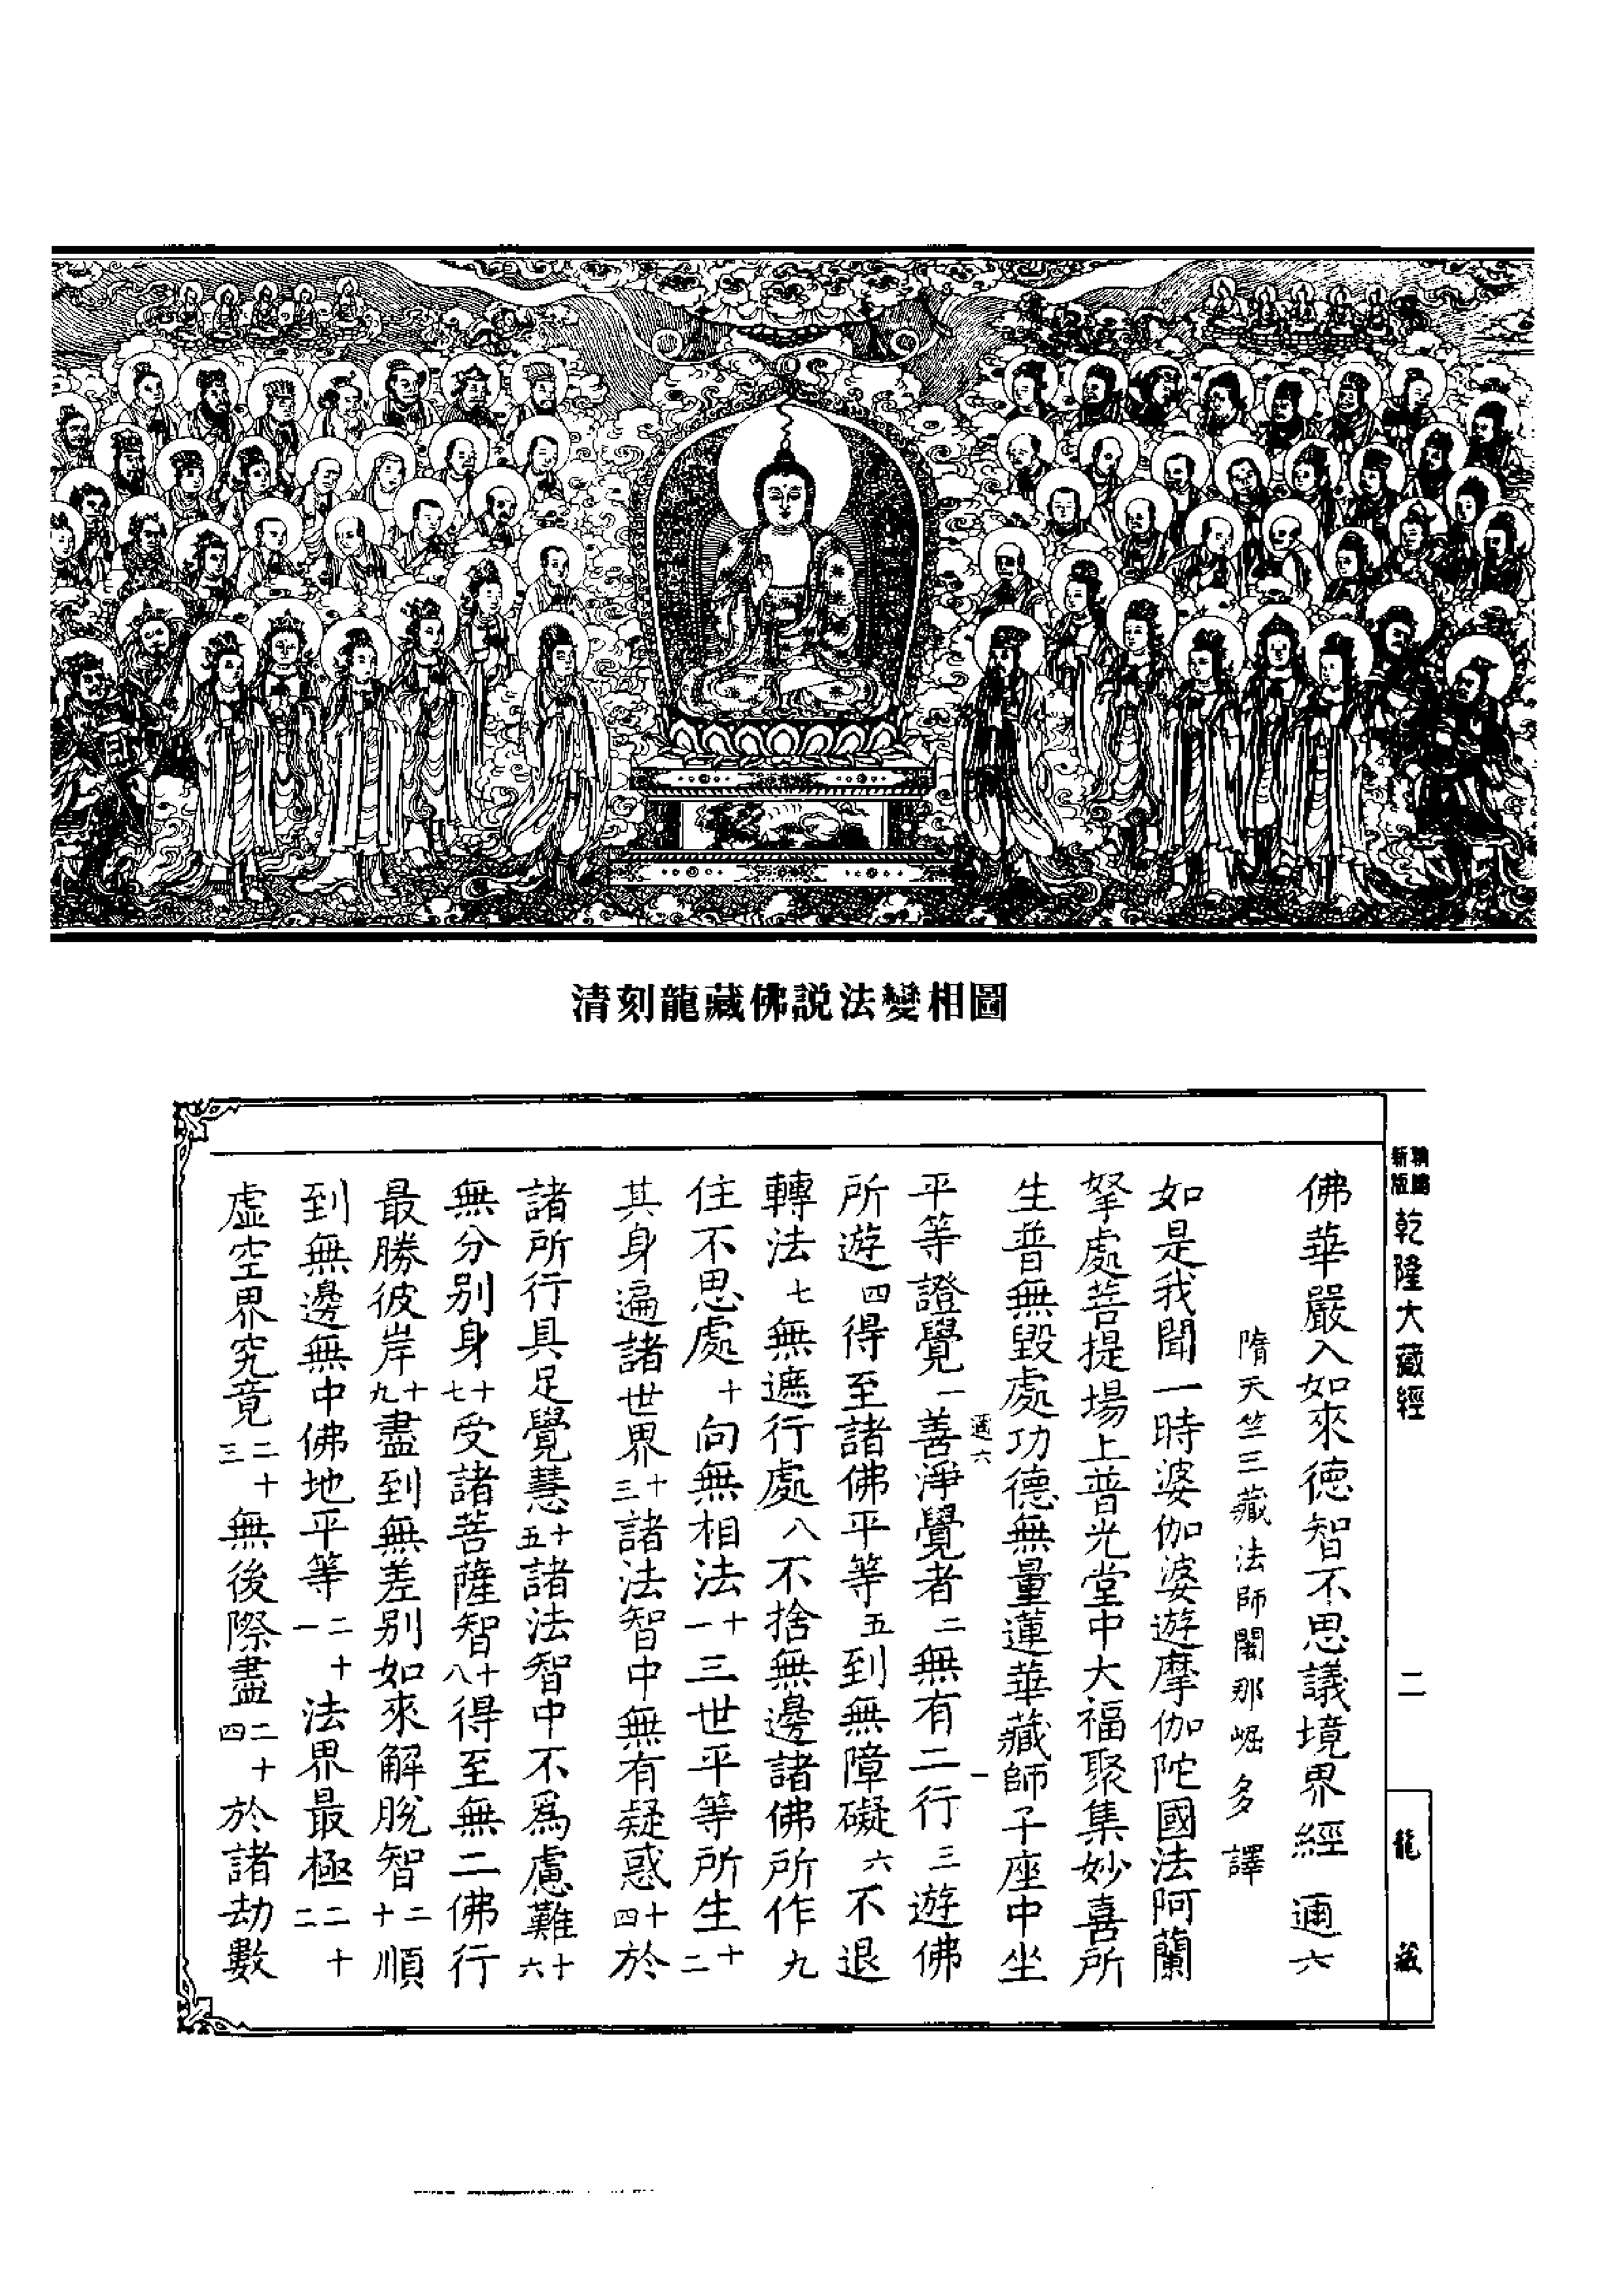 清刻龍藏佛説法變相圖
新編
新版
乾隆大藏經
二
龍藏
佛華嚴入如來德智不思議境界經 邇六
隋天竺三藏法師闍那崛多譯
如是我聞一時婆伽婆遊摩伽陀國法阿蘭
拏處菩提場上普光堂中大福聚集妙喜所
生普無毀處功德無量蓮華藏師子座中坐
邇六 一
平等證覺一善淨覺者二無有二行三遊佛
所遊四得至諸佛平等五到無障礙六不退
轉法七無遮行處八不捨無邊諸佛所作九
住不思處十向無相法十一三世平等所生十二
其身遍諸世界十三諸法智中無有疑惑十四於
諸所行具足覺慧十五諸法智中不爲慮難十六
無分别身十七受諸菩薩智十八得至無二佛行
最勝彼岸十九盡到無差别如來解脫智二十順
到無邊無中佛地平等二十一法界最極二十二
虛空界究竟二十三無後際盡二十四於諸劫數